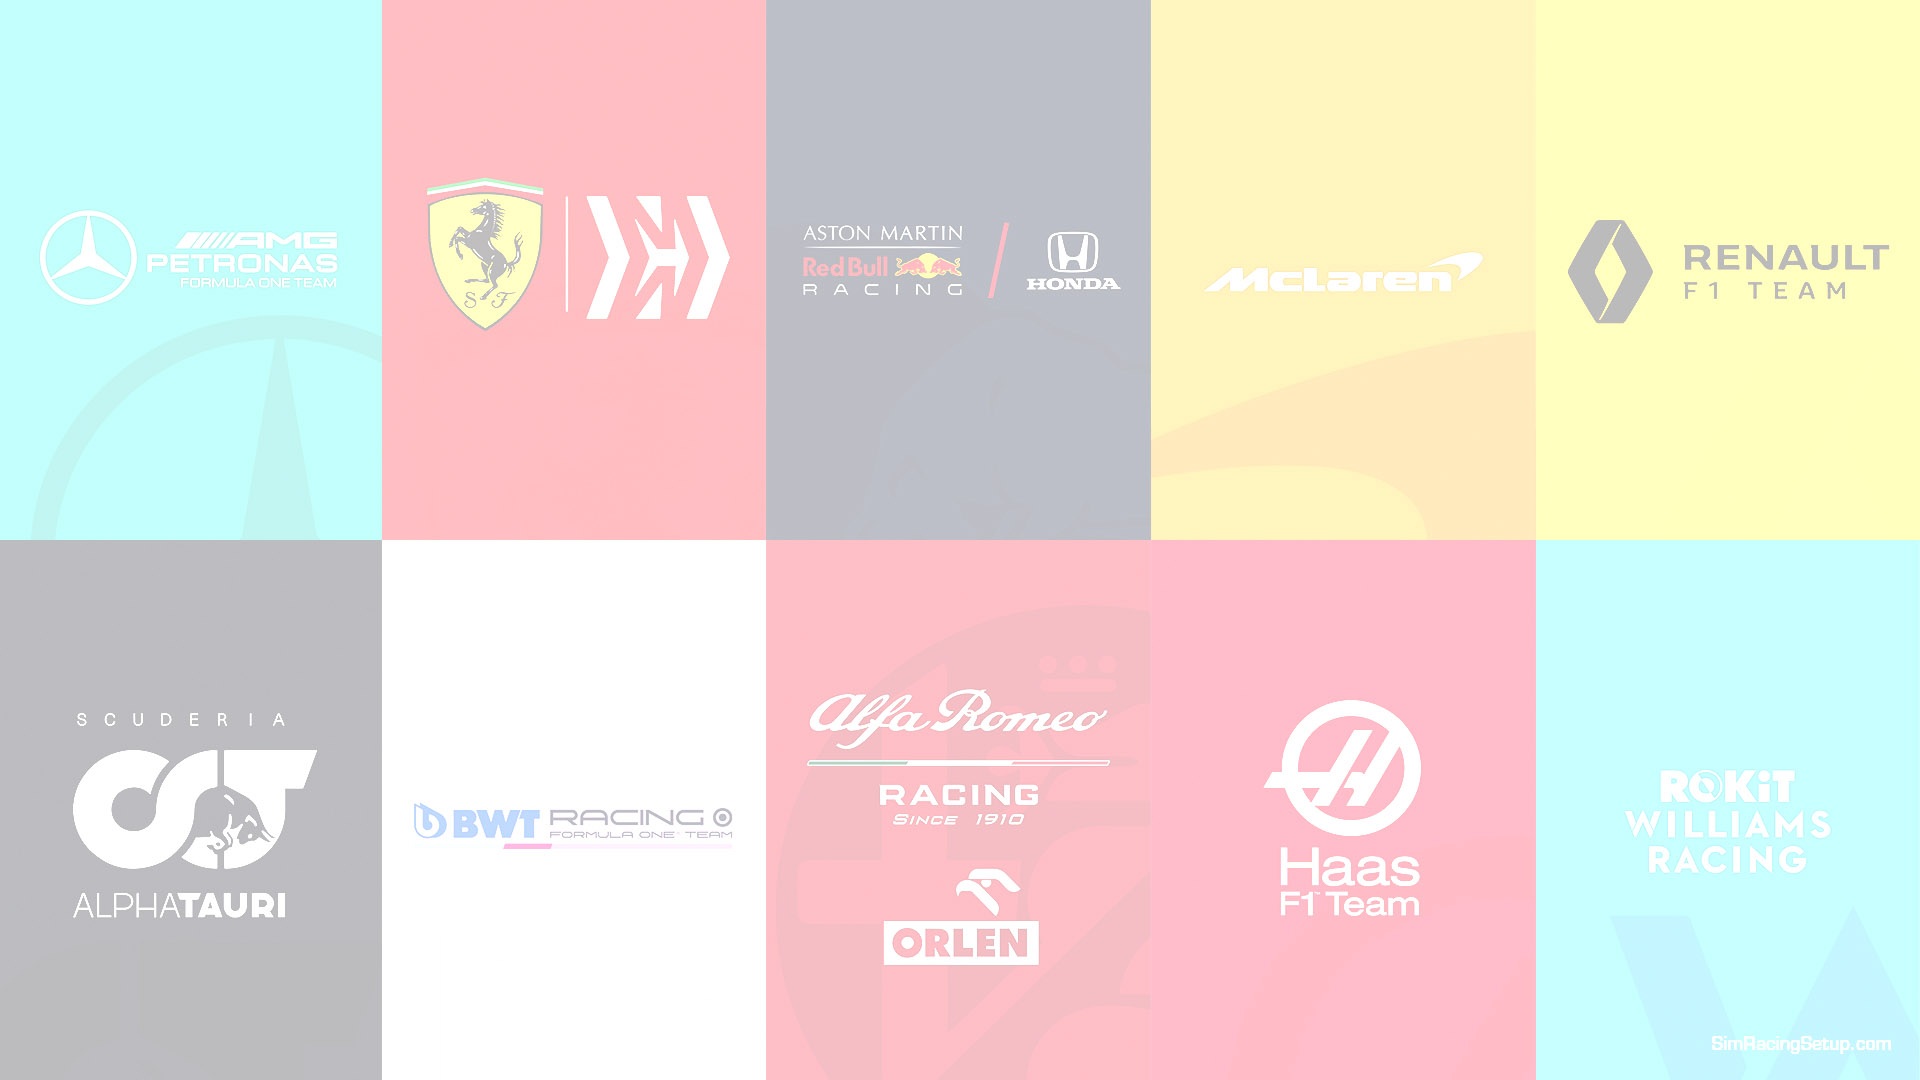 AMG
PETRONAS
FORMULA ONE TEAM
S F
ASTON MARTIN
Red Bull
RACING
HONDA
McLaren
RENAULT
F1 TEAM
SCUDERIA
AT
ALPHATAURI
BWT RACING
FORMULA ONE TEAM
Alfa Romeo
RACING
SINCE 1910
ORLEN
Haas
F1 Team
ROKiT
WILLIAMS
RACING
SimRacingSetup.com